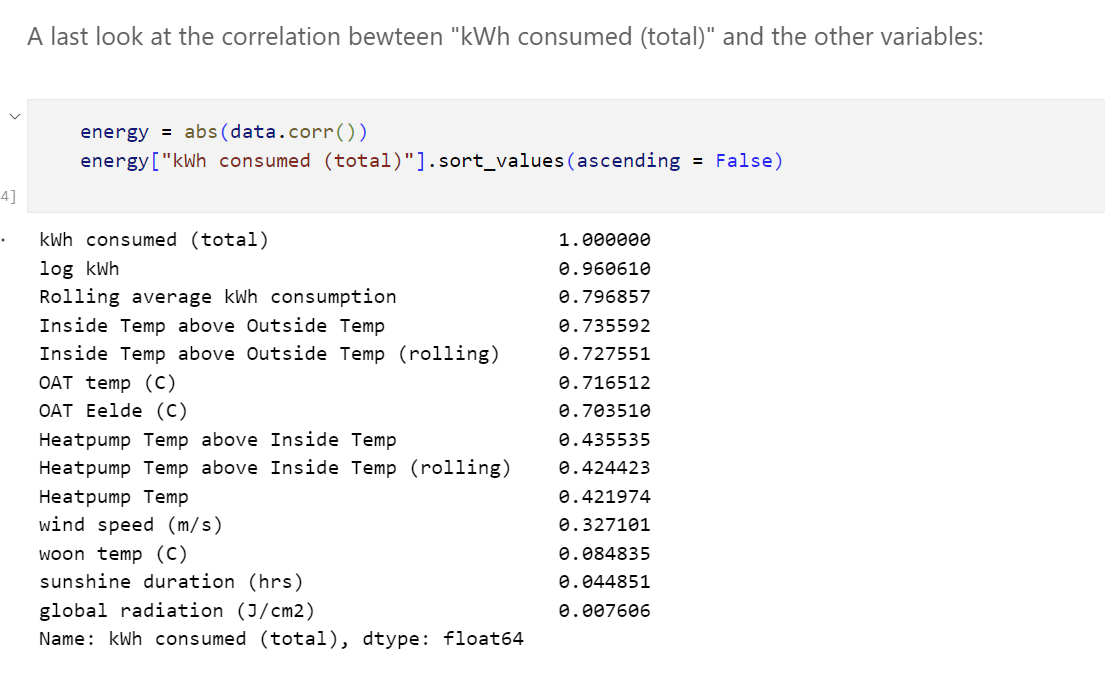 A last look at the correlation bewteen "kWh consumed (total)" and the other variables:
energy = abs(data.corr())
energy["kWh consumed (total)"].sort_values(ascending = False)
4]
kWh consumed (total) 1.000000
log kWh 0.960610
Rolling average kWh consumption 0.796857
Inside Temp above Outside Temp 0.735592
Inside Temp above Outside Temp (rolling) 0.727551
OAT temp (C) 0.716512
OAT Eelde (C) 0.703510
Heatpump Temp above Inside Temp 0.435535
Heatpump Temp above Inside Temp (rolling) 0.424423
Heatpump Temp 0.421974
wind speed (m/s) 0.327101
woon temp (C) 0.084835
sunshine duration (hrs) 0.044851
global radiation (J/cm2) 0.007606
Name: kWh consumed (total), dtype: float64